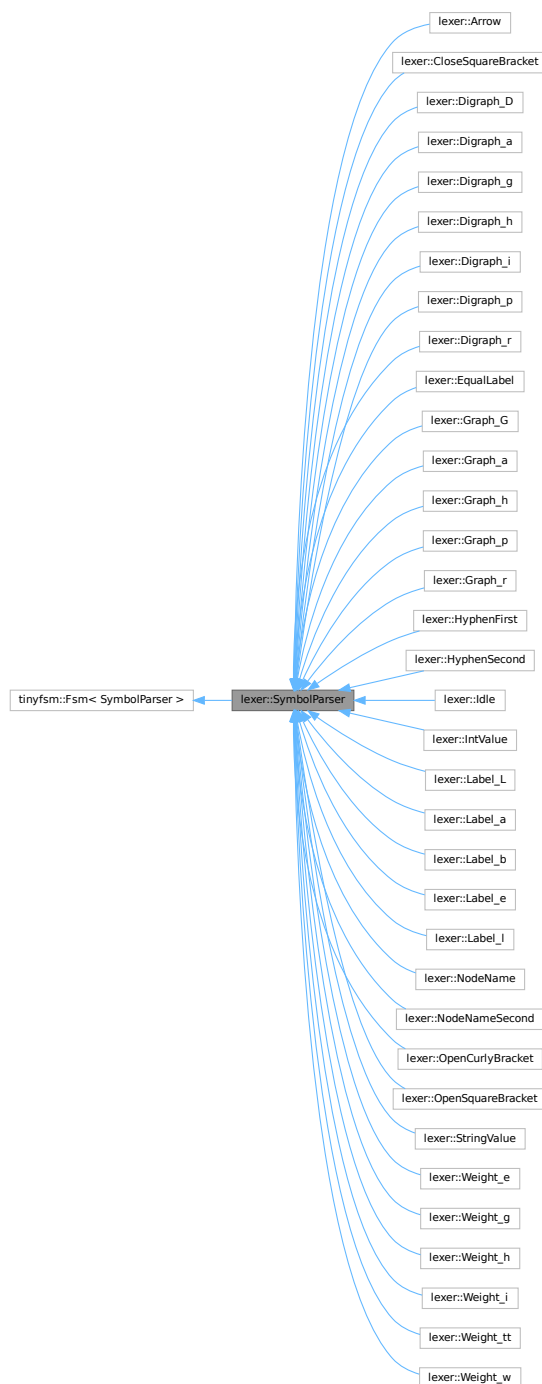 lexer::Arrow
lexer::CloseSquareBracket
lexer::Digraph_D
lexer::Digraph_a
lexer::Digraph_g
lexer::Digraph_h
lexer::Digraph_i
lexer::Digraph_p
lexer::Digraph_r
lexer::EqualLabel
lexer::Graph_G
lexer::Graph_a
lexer::Graph_h
lexer::Graph_p
lexer::Graph_r
lexer::HyphenFirst
lexer::HyphenSecond
tinyfsm::Fsm< SymbolParser >
lexer::SymbolParser
lexer::Idle
lexer::IntValue
lexer::Label_L
lexer::Label_a
lexer::Label_b
lexer::Label_e
lexer::Label_l
lexer::NodeName
lexer::NodeNameSecond
lexer::OpenCurlyBracket
lexer::OpenSquareBracket
lexer::StringValue
lexer::Weight_e
lexer::Weight_g
lexer::Weight_h
lexer::Weight_i
lexer::Weight_tt
lexer::Weight_w